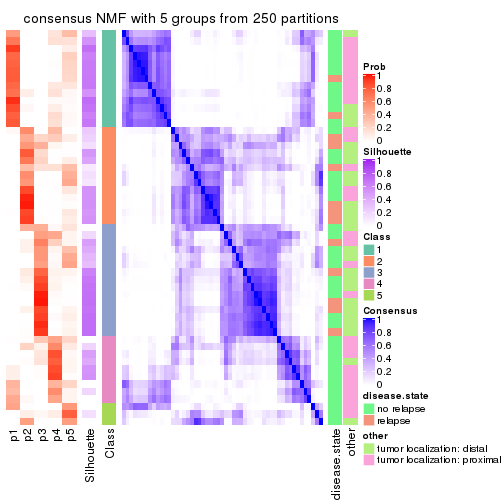 consensus NMF with 5 groups from 250 partitions
p1
p2
p3
p4
p5
Silhouette
Class
disease.state
other
Prob
1
0.8
0.6
0.4
0.2
0
Silhouette
1
0.8
0.6
0.4
0.2
0
Class
1
2
3
4
5
Consensus
1
0.8
0.6
0.4
0.2
0
disease.state
no relapse
relapse
other
tumor localization: distal
tumor localization: proximal